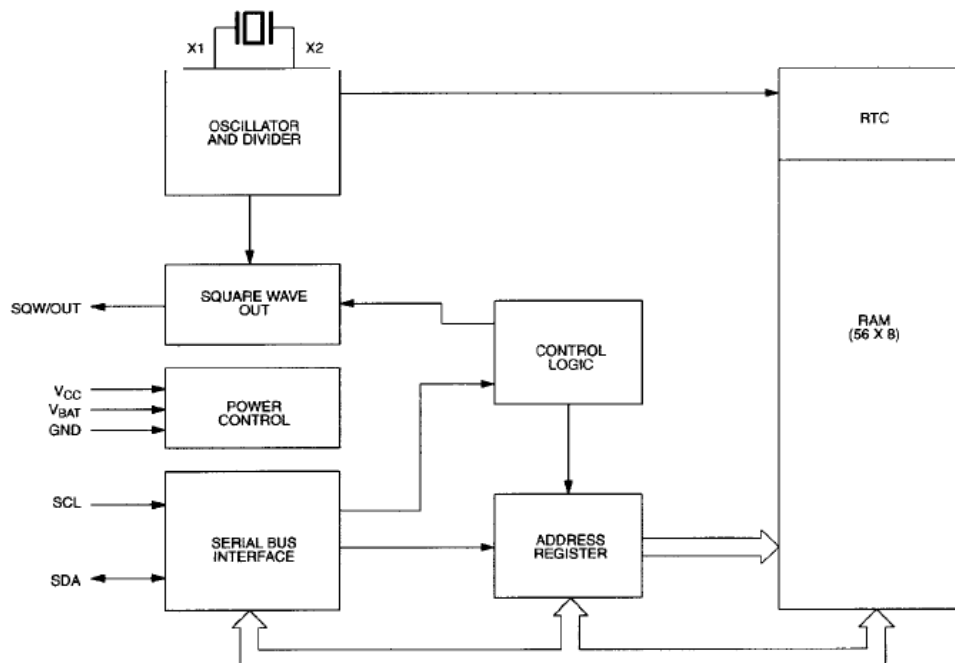 X1
X2
OSCILLATOR
AND DIVIDER
RTC
SQW/OUT
SQUARE WAVE
OUT
RAM
(56 X 8)
CONTROL
LOGIC
VCC
VBAT
GND
POWER
CONTROL
SCL
SERIAL BUS
INTERFACE
ADDRESS
REGISTER
SDA